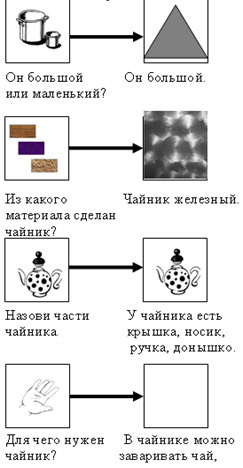 Он большой Он большой.
или маленький?
Из какого Чайник железный.
материала сделан
чайник?
Назови части У чайника есть
чайника. крышка, носик,
ручка, донышко.
Для чего нужен В чайнике можно
чайник? заваривать чай,